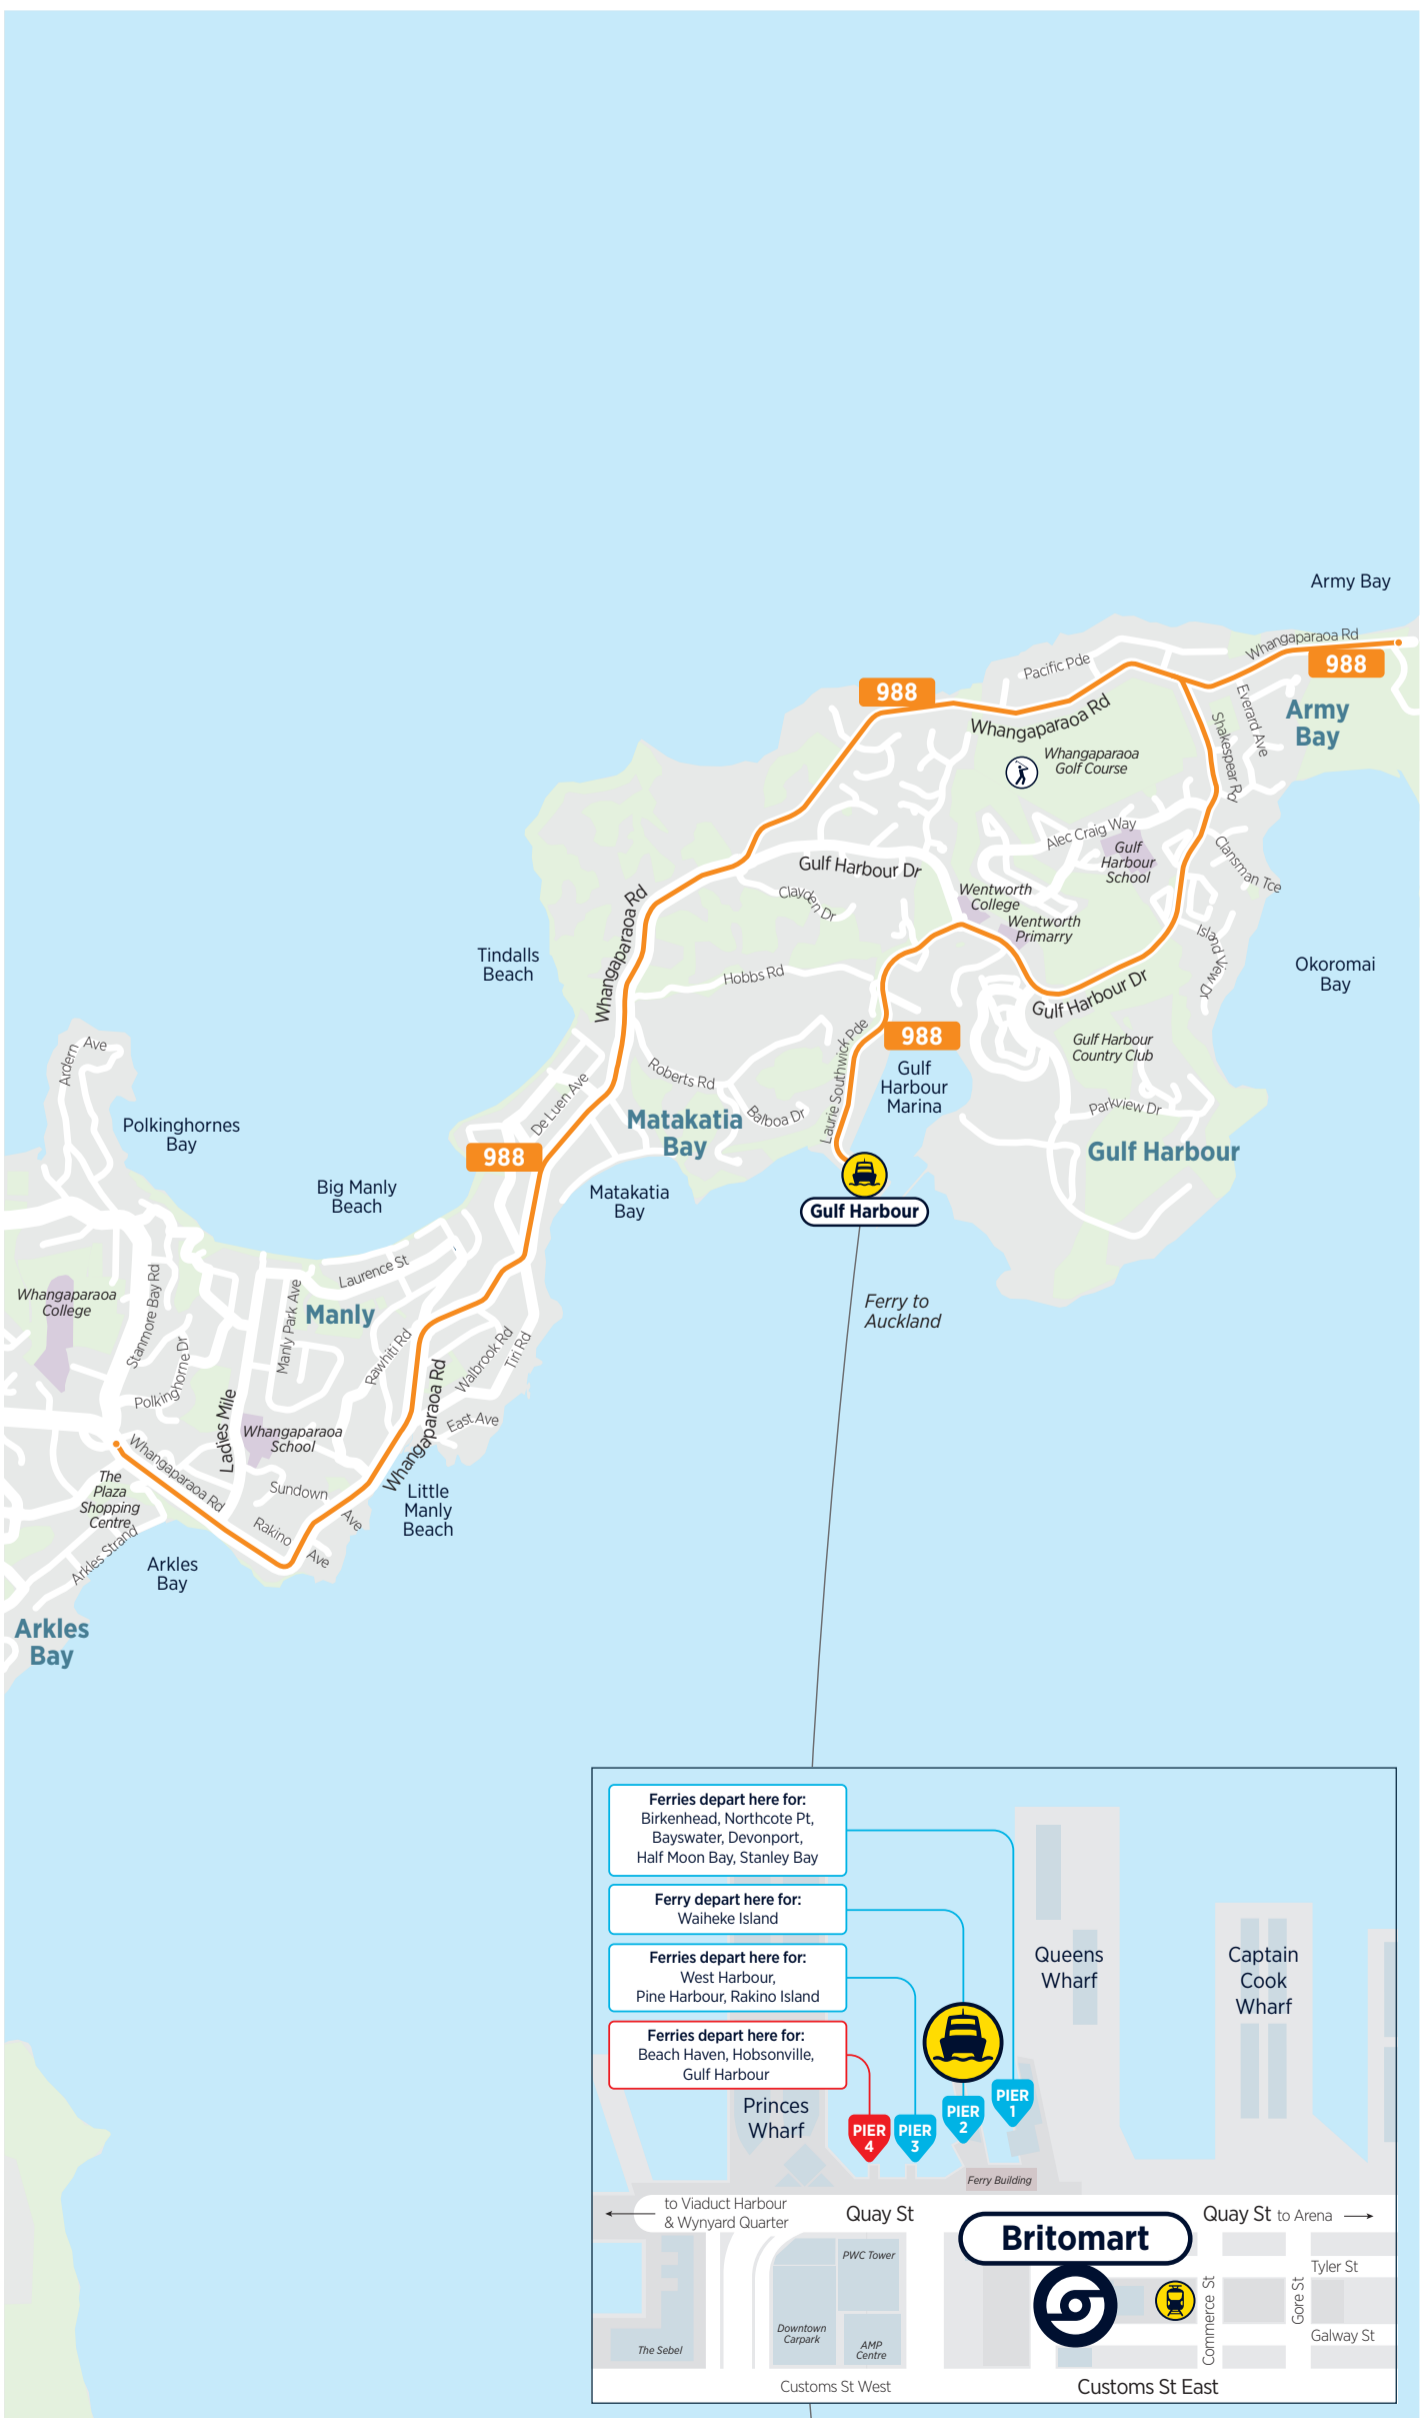 Army Bay
Whangaparaoa Rd
988
Pacific Pde
988
Whangaparaoa Rd
Everard Ave
Army
Bay
Shakespear Rd
Whangaparaoa
Golf Course
Alec Craig Way
Gulf
Harbour
School
Clansman Tce
Gulf Harbour Dr
Clayden Dr
Wentworth
College
Wentworth
Primarry
Whangaparaoa Rd
Island View Dr
Tindalls
Beach
Hobbs Rd
Okoromai
Bay
Gulf Harbour Dr
988
Laurie Southwick Pde
Gulf Harbour
Country Club
Ardern Ave
Roberts Rd
Gulf
Harbour
Marina
De Luen Ave
Balboa Dr
Parkview Dr
Polkinghornes
Bay
Matakatia
Bay
Gulf Harbour
988
Big Manly
Beach
Matakatia
Bay
Gulf Harbour
Laurence St
Whangaparaoa
College
Stanmore Bay Rd
Manly Park Ave
Manly
Ferry to
Auckland
Polkinghorne Dr
Rawhiti Rd
Walbrook Rd
Tiri Rd
Ladies Mile
Whangaparaoa Rd
East Ave
Whangaparaoa
School
Whangaparaoa Rd
The
Plaza
Shopping
Centre
Sundown Ave
Little
Manly
Beach
Rakino Ave
Arkles Strand
Arkles
Bay
Arkles
Bay
Ferries depart here for:
Birkenhead, Northcote Pt,
Bayswater, Devonport,
Half Moon Bay, Stanley Bay
Ferry depart here for:
Waiheke Island
Ferries depart here for:
West Harbour,
Pine Harbour, Rakino Island
Ferries depart here for:
Beach Haven, Hobsonville,
Gulf Harbour
Queens
Wharf
Captain
Cook
Wharf
Princes
Wharf
PIER
4
PIER
3
PIER
2
PIER
1
Ferry Building
to Viaduct Harbour
& Wynyard Quarter
Quay St
Quay St to Arena
Britomart
PWC Tower
Tyler St
Commerce St
Gore St
Downtown
Carpark
AMP
Centre
The Sebel
Galway St
Customs St West
Customs St East